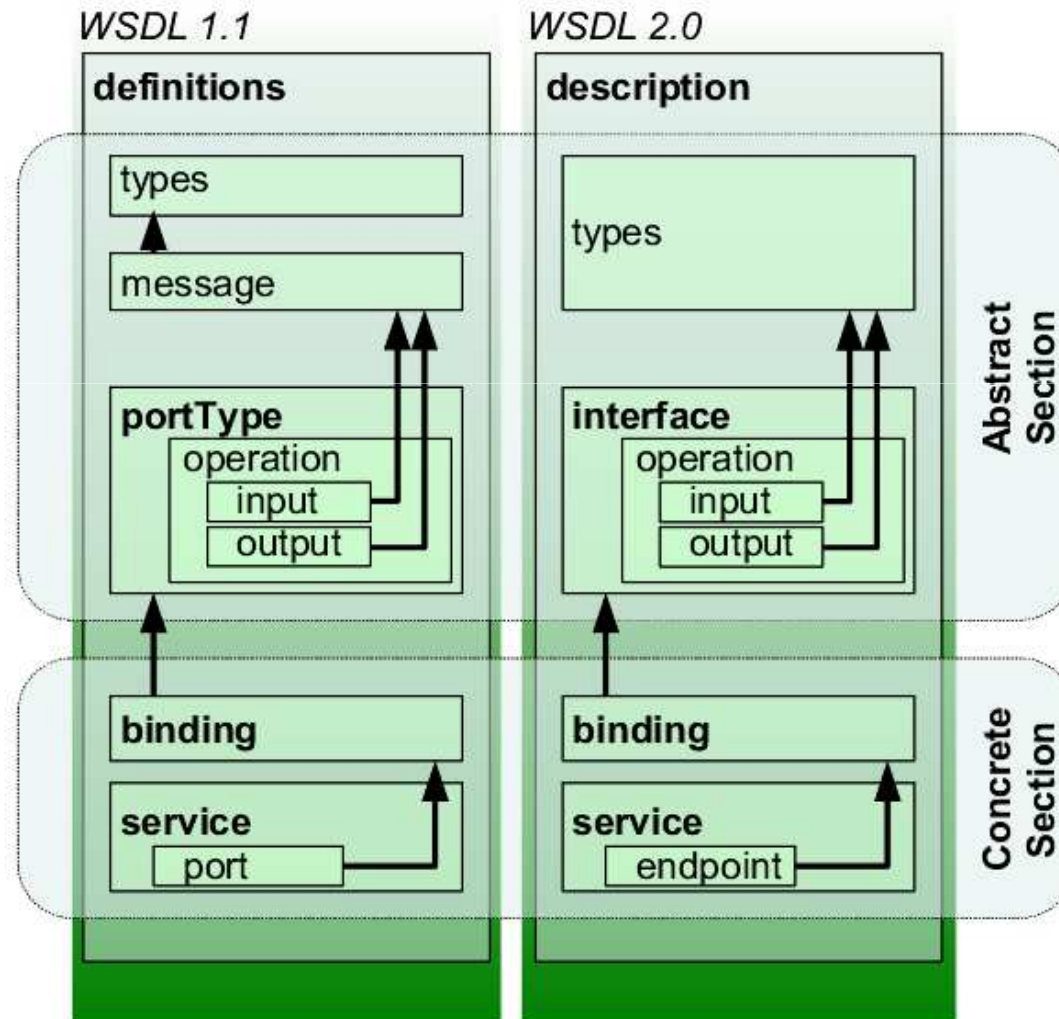 WSDL 1.1
definitions
types
message
portType
operation
input
output
binding
service
port
WSDL 2.0
description
types
interface
operation
input
output
binding
service
endpoint
Abstract
Section
Concrete
Section